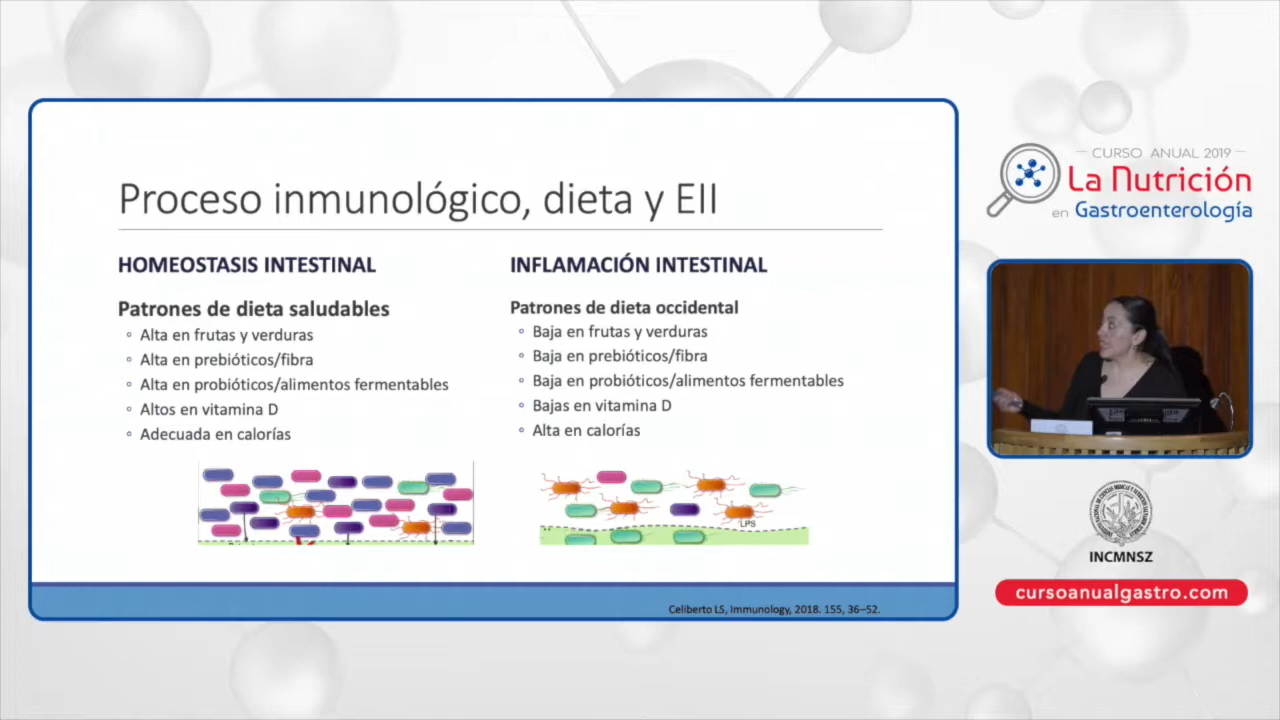 Proceso inmunológico, dieta y EII
HOMEOSTASIS INTESTINAL
Patrones de dieta saludables
Alta en frutas y verduras
Alta en prebióticos/fibra
Alta en probióticos/alimentos fermentables
Altos en vitamina D
Adecuada en calorías
INFLAMACIÓN INTESTINAL
Patrones de dieta occidental
Baja en frutas y verduras
Baja en prebióticos/fibra
Baja en probióticos/alimentos fermentables
Bajas en vitamina D
Alta en calorías
LPS
Celiberto LS, Immunology, 2018. 155, 36–52.
CURSO ANUAL 2019
La Nutrición
en Gastroenterología
INCMNSZ
cursoanualgastro.com